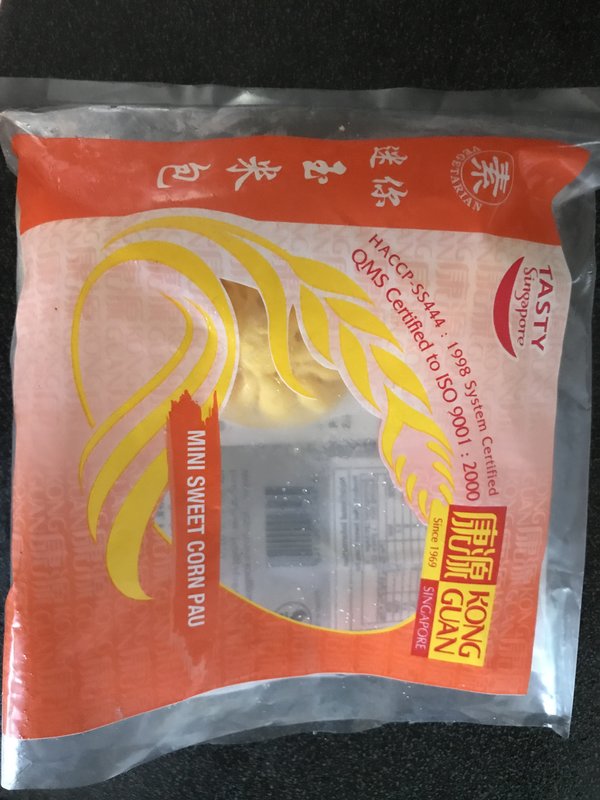 素
VEGETARIAN
迷你
玉米包
TASTY
Singapore
HACCP-SS444 : 1998 System Certified
QMS Certified to ISO 9001 : 2000
康源
KONG
GUAN
Since 1969
SINGAPORE
MINI SWEET CORN PAU